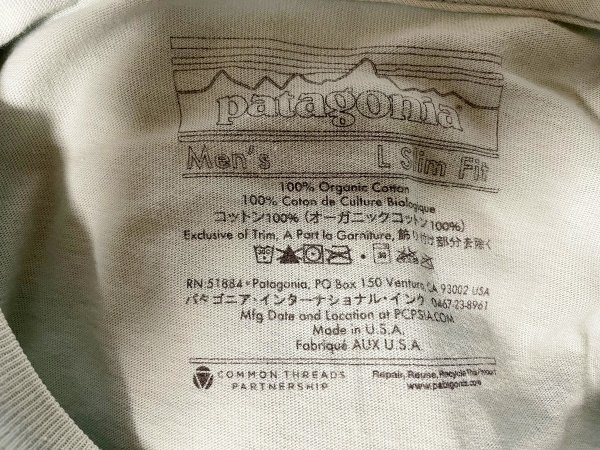 patagonia®
Men's L Slim Fit
100% Organic Cotton
100% Coton de Culture Biologique
コットン100% (オーガニックコットン100%)
Exclusive of Trim, A Part la Garniture, 飾り付け部分を除く
RN 51884 • Patagonia, PO Box 150 Ventura, CA 93002 USA
パタゴニア・インターナショナル・インク 0467-23-8961
Mfg Date and Location at PCPSIA.COM
Made in U.S.A.
Fabriqué AUX U.S.A.
COMMON THREADS Repair, Reuse, Recycle This Product
PARTNERSHIP www.patagonia.com